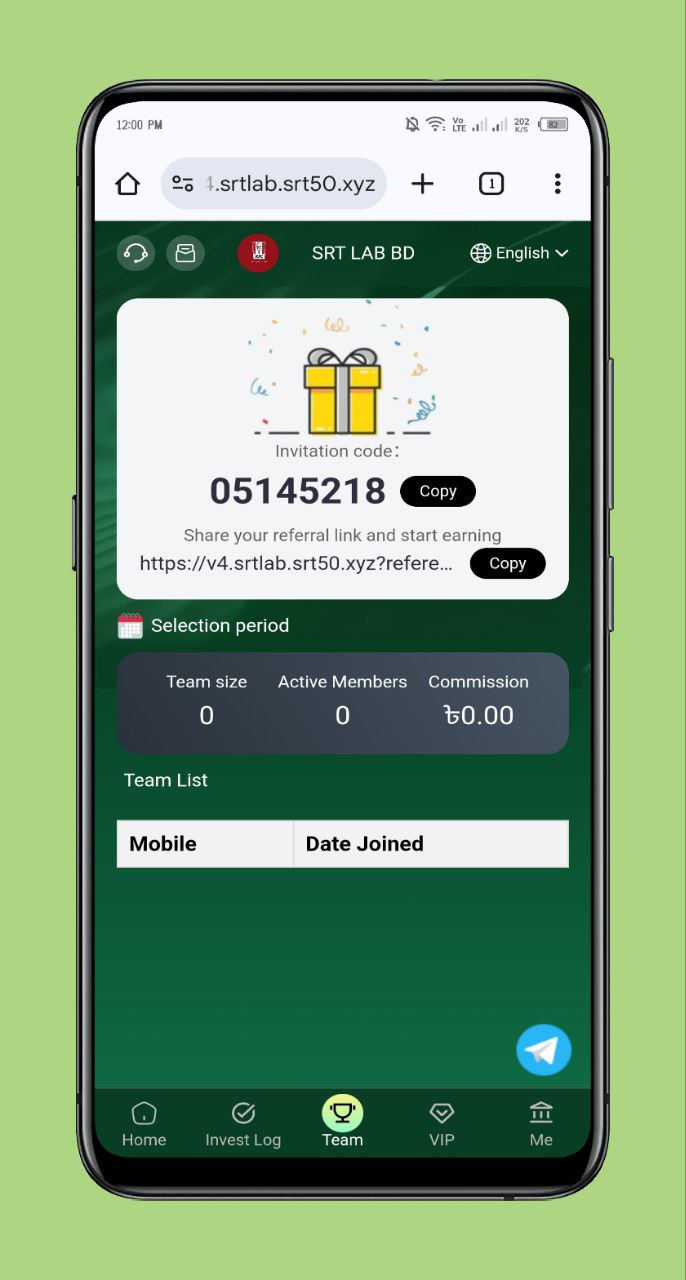 12:00 PM
Vo LTE 202 K/S 82
4.srtlab.srt50.xyz 1
SRT LAB BD English
Invitation code：
05145218 Copy
Share your referral link and start earning
https://v4.srtlab.srt50.xyz?refere... Copy
Selection period
Team size Active Members Commission
0 0 ৳0.00
Team List
Mobile Date Joined
Home Invest Log Team VIP Me